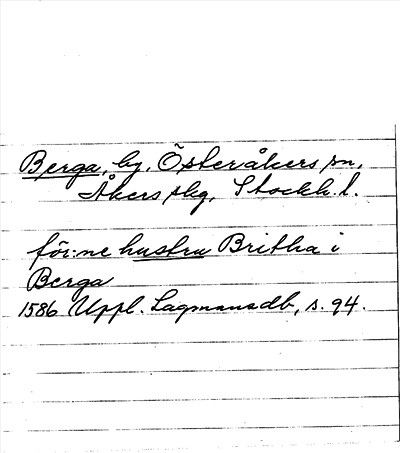 Berga, by, Österåkers sn,
Åkers skg, Stockh. l.
för:ne hustru Britha i
Berga
1586 Uppl. Lagmansdb, s. 94.